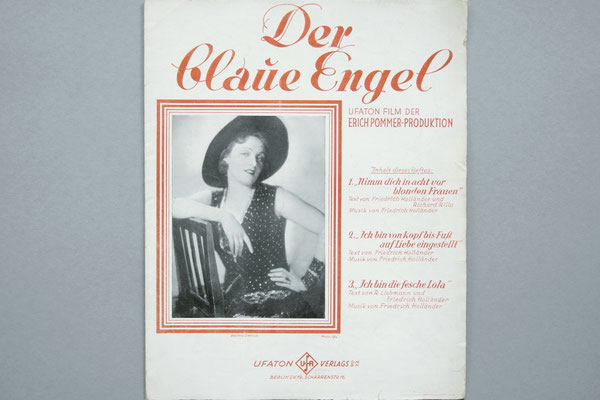 Der
blaue Engel
UFATON FILM DER
ERICH POMMER-PRODUKTION
Inhalt dieses Heftes:
1. „Nimm dich in acht vor
blonden Frauen"
Text von Friedrich Holländer und
Richard Rillo
Musik von Friedrich Holländer
2. „Ich bin von kopf bis Fuß
auf Liebe eingestellt"
Text von Friedrich Holländer
Musik von Friedrich Holländer
3. „Ich bin die fesche Lola"
Text von R. Liebmann und
Friedrich Holländer
Musik von Friedrich Holländer
UFATON UFA VERLAGS